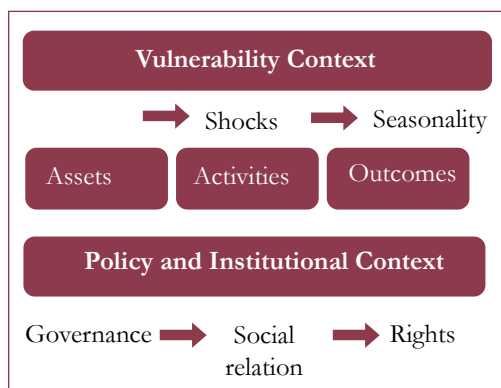 Vulnerability Context
Shocks Seasonality
Assets Activities Outcomes
Policy and Institutional Context
Governance Social Rights
relation